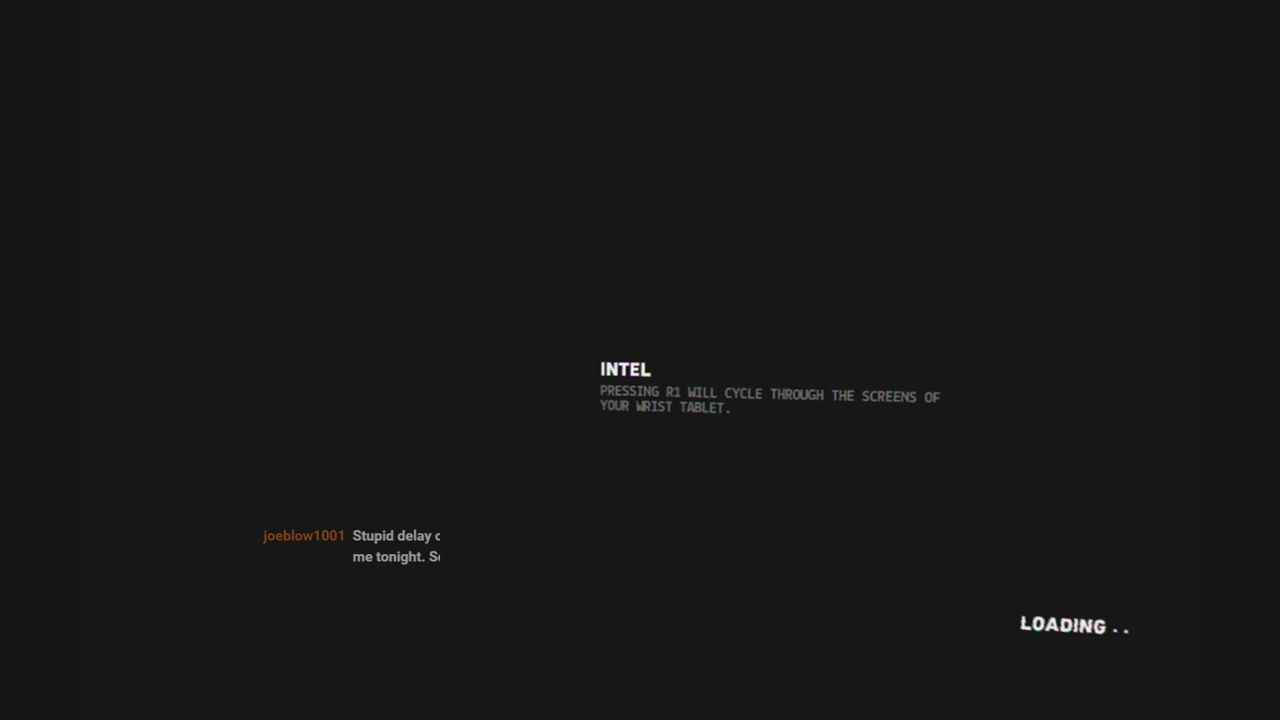 INTEL
PRESSING R1 WILL CYCLE THROUGH THE SCREENS OF
YOUR WRIST TABLET.
joeblow1001 Stupid delay
me tonight.
LOADING . .